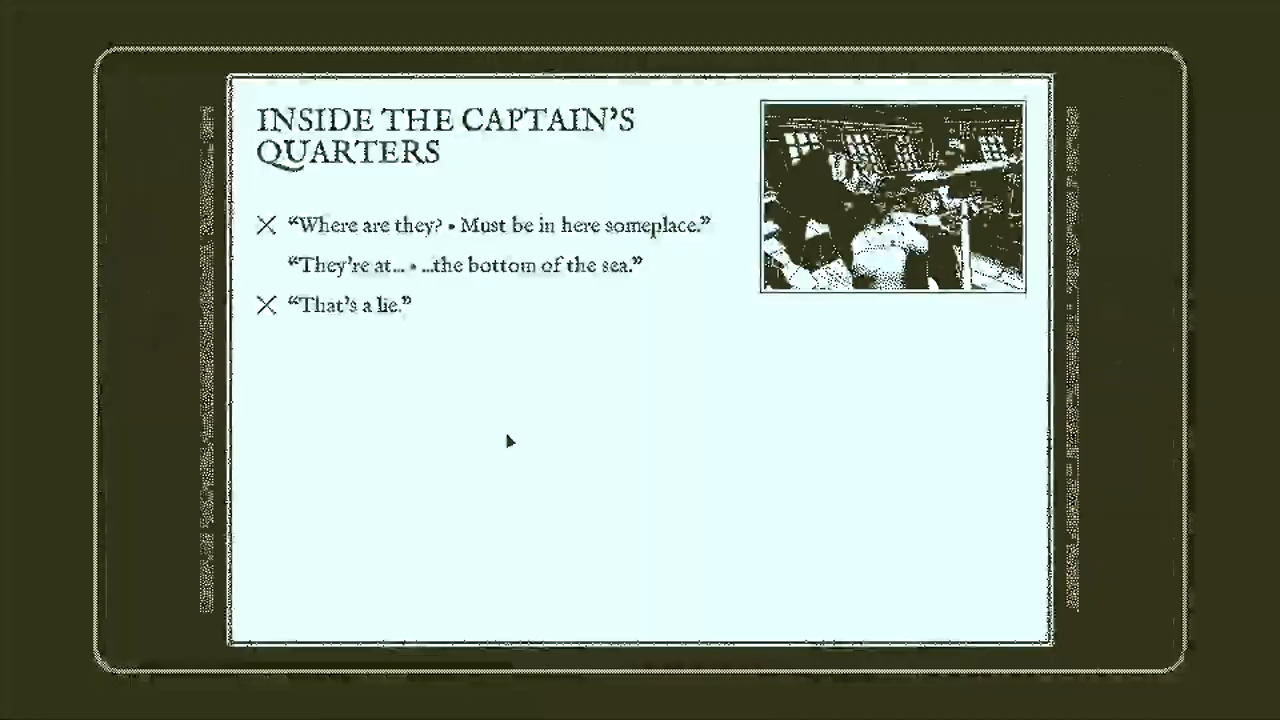 INSIDE THE CAPTAIN'S
QUARTERS
“Where are they? • Must be in here someplace.”
“They're at... • ...the bottom of the sea.”
“That's a lie.”